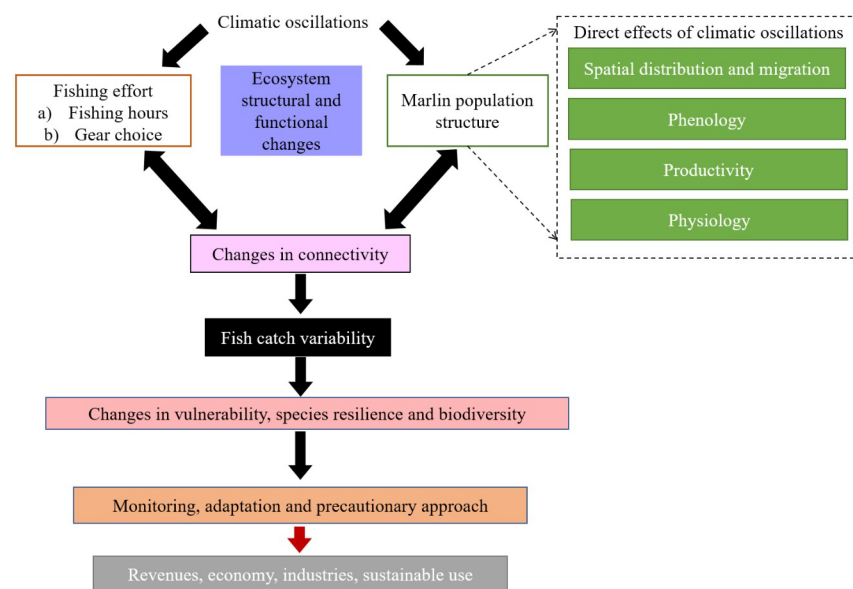 Climatic oscillations
Fishing effort
a) Fishing hours
b) Gear choice
Ecosystem
structural and
functional
changes
Marlin population
structure
Direct effects of climatic oscillations
Spatial distribution and migration
Phenology
Productivity
Physiology
Changes in connectivity
Fish catch variability
Changes in vulnerability, species resilience and biodiversity
Monitoring, adaptation and precautionary approach
Revenues, economy, industries, sustainable use